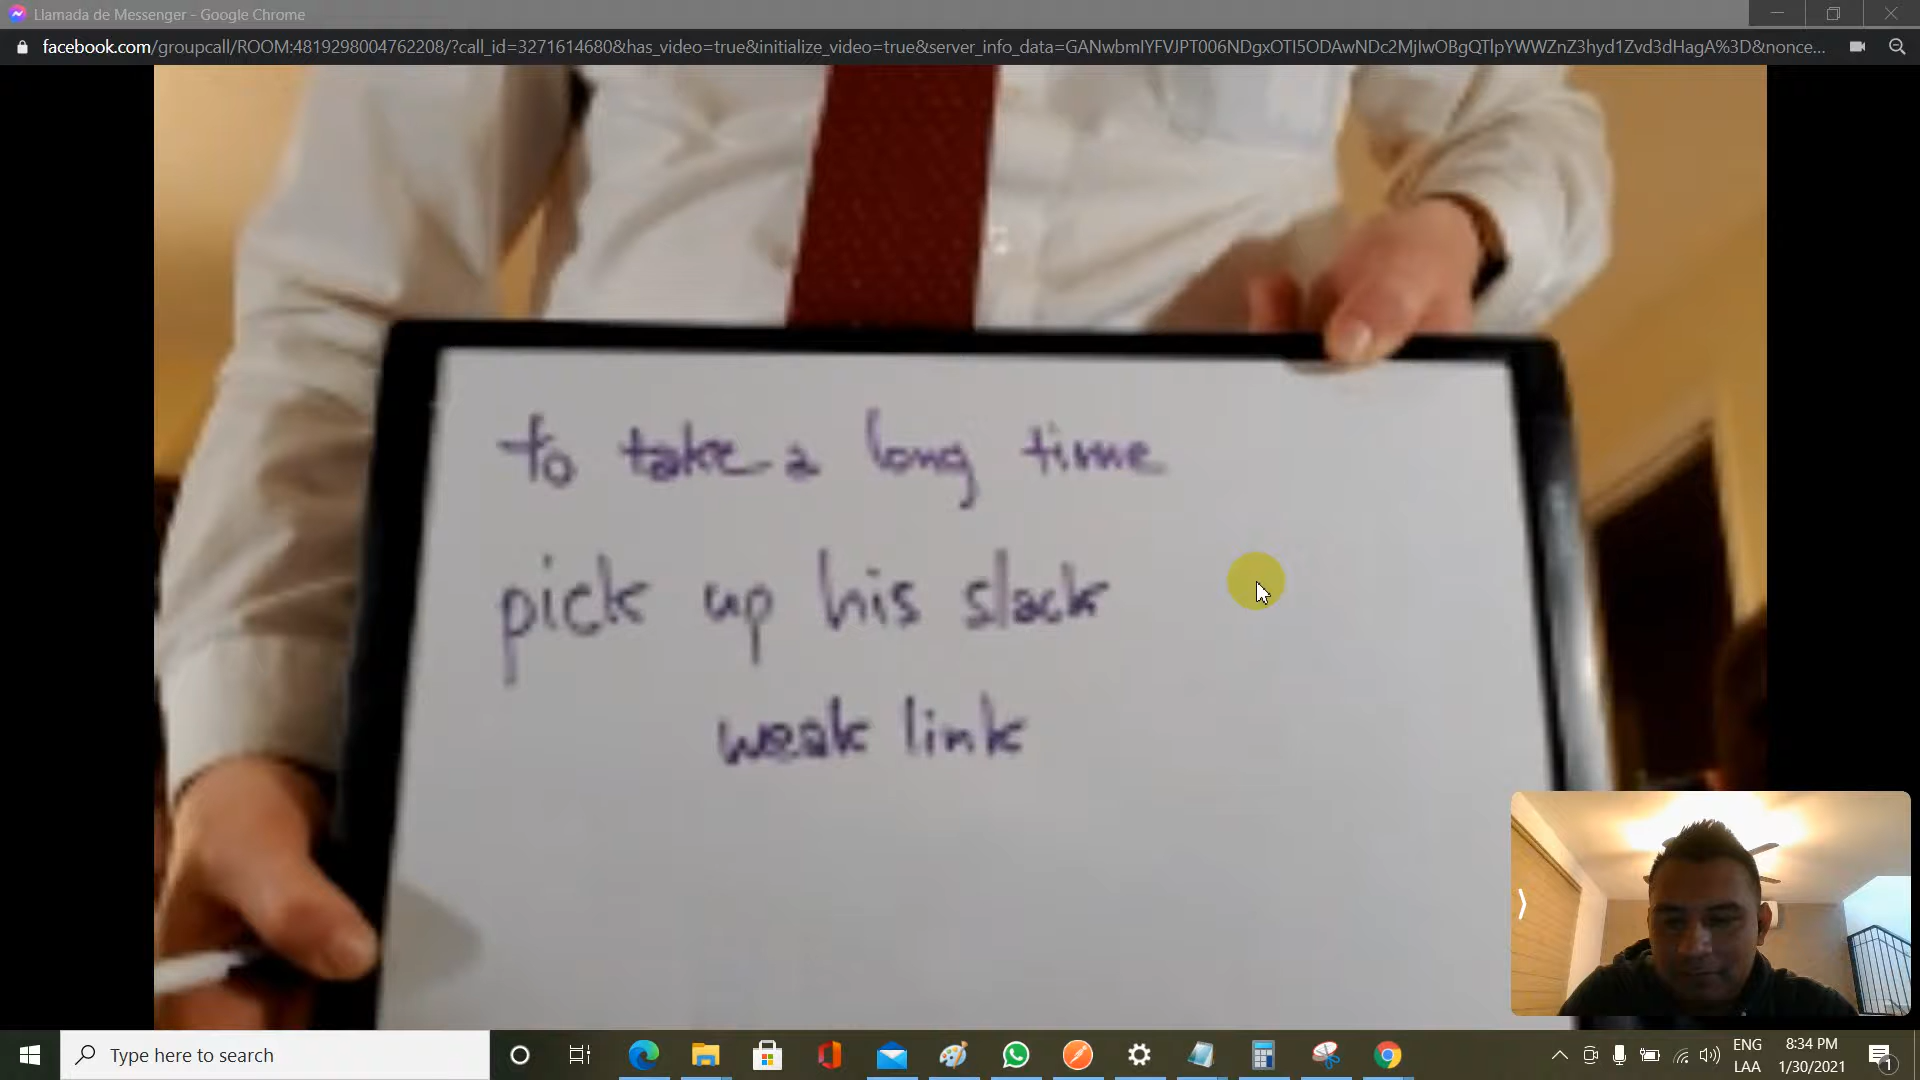 Llamada de Messenger - Google Chrome
facebook.com/groupcall/ROOM:4819298004762208/?call_id=3271614680&has_video=true&initialize_video=true&server_info_data=GANwbmlYFVJPT006NDgxOTI5ODAwNDc2MjIwOBgQTlpYWWZnZ3hyd1Zvd3dHagA%3D&nonce...
to take a long time
pick up his slack
weak link
Type here to search
ENG
LAA
8:34 PM
1/30/2021
1